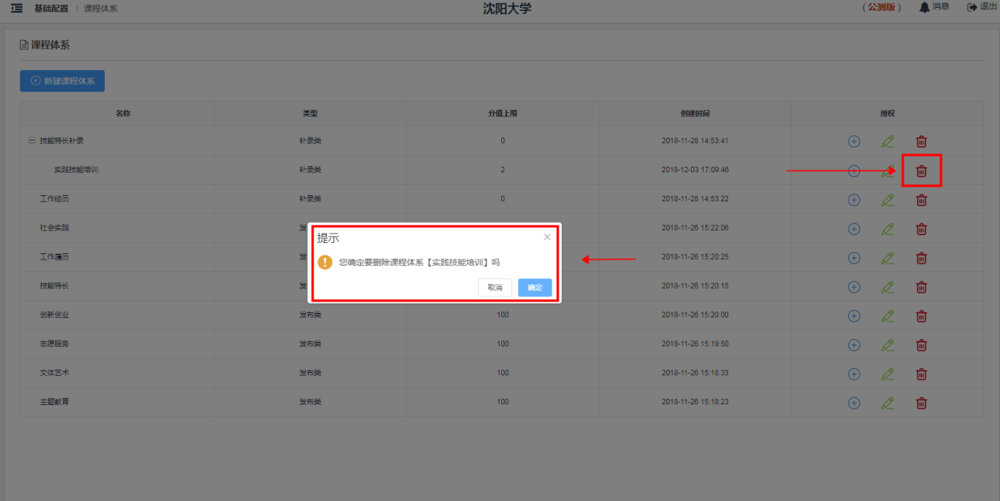 基础配置 / 课程体系 沈阳大学 （公测版） 消息 退出
课程体系
新建课程体系
名称 类型 分值上限 创建时间 授权
技能特长补录 补录类 0 2018-11-28 14:53:41
实践技能培训 补录类 2 2018-12-03 17:09:46
工作经历 补录类 0 2018-11-28 14:53:22
社会实践 发 2018-11-26 15:22:06
工作履历 发 2018-11-26 15:20:25
技能特长 发 2018-11-26 15:20:15
提示
您确定要删除课程体系【实践技能培训】吗
取消 确定
创新创业 发布类 100 2018-11-26 15:20:00
志愿服务 发布类 100 2018-11-26 15:19:50
文体艺术 发布类 100 2018-11-26 15:18:33
主题教育 发布类 100 2018-11-26 15:18:23